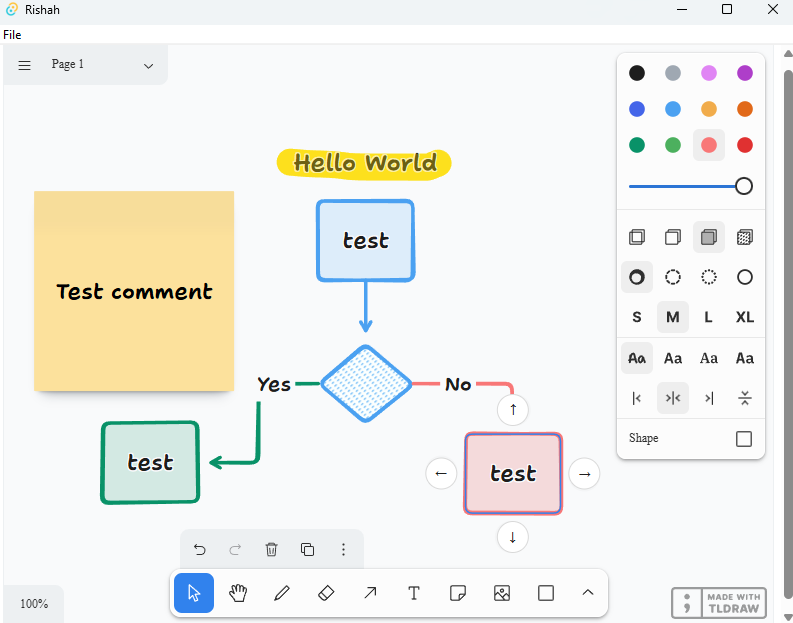 Rishah
File
Page 1
Hello World
test
Test comment
Yes
No
test
test
S M L XL
Aa Aa Aa Aa
Shape
100%
T
MADE WITH
TLDRAW